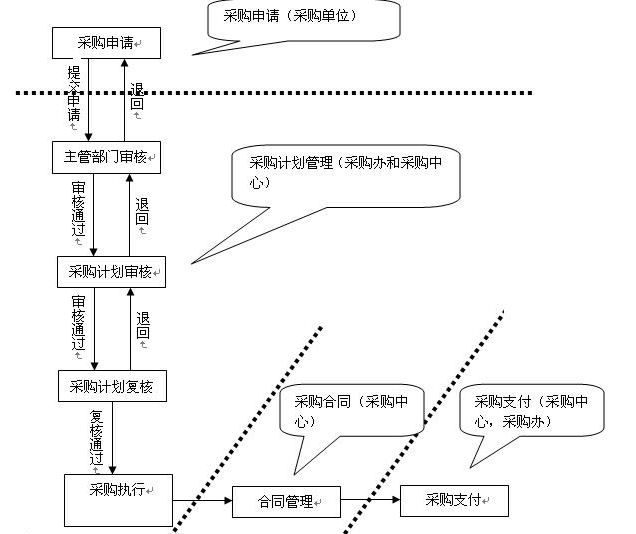 采购申请（采购单位）
采购申请
提交申请
退回
主管部门审核
采购计划管理（采购办和采购中
心）
审核通过
退回
采购计划审核
审核通过
退回
采购计划复核
采购合同（采购中
心）
采购支付（采购中
心，采购办）
复核通过
采购执行
合同管理
采购支付